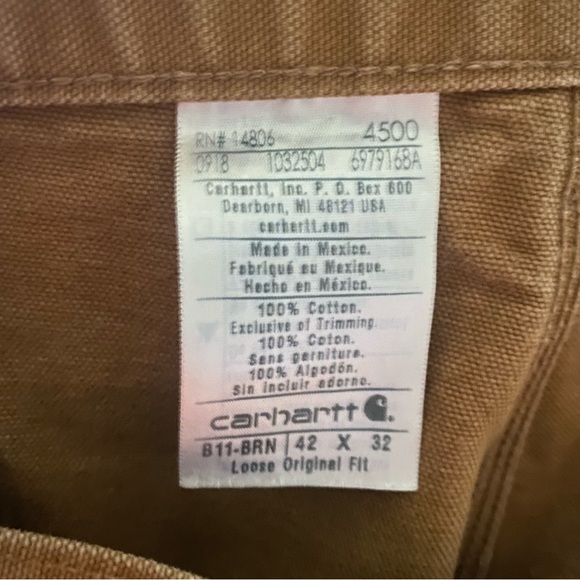 RN# 14806 4500
0918 1032504 6979168A
Carhartt, Inc. P. O. Box 600
Dearborn, MI 48121 USA
carhartt.com
Made in Mexico.
Fabriqué au Mexique.
Hecho en México.
100% Cotton.
Exclusive of Trimming
100% Coton.
Sans garniture.
100% Algodón.
Sin incluir adorno.
carhartt
B11-BRN 42 X 32
Loose Original Fit